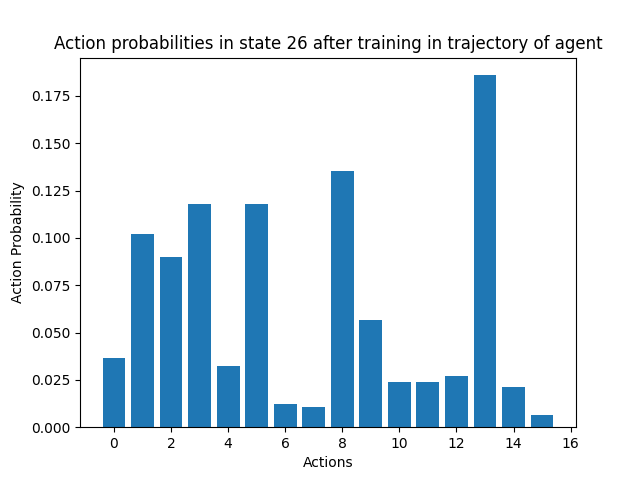 Action probabilities in state 26 after training in trajectory of agent
0.175
0.150
0.125
0.100
0.075
0.050
0.025
0.000
Action Probability
0 2 4 6 8 10 12 14 16
Actions